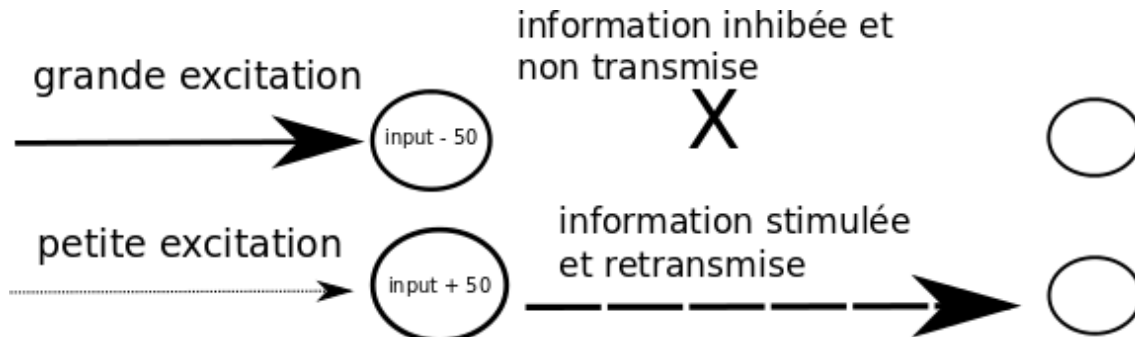 information inhibée et
non transmise
grande excitation
input - 50
X
information stimulée
et retransmise
petite excitation
input + 50